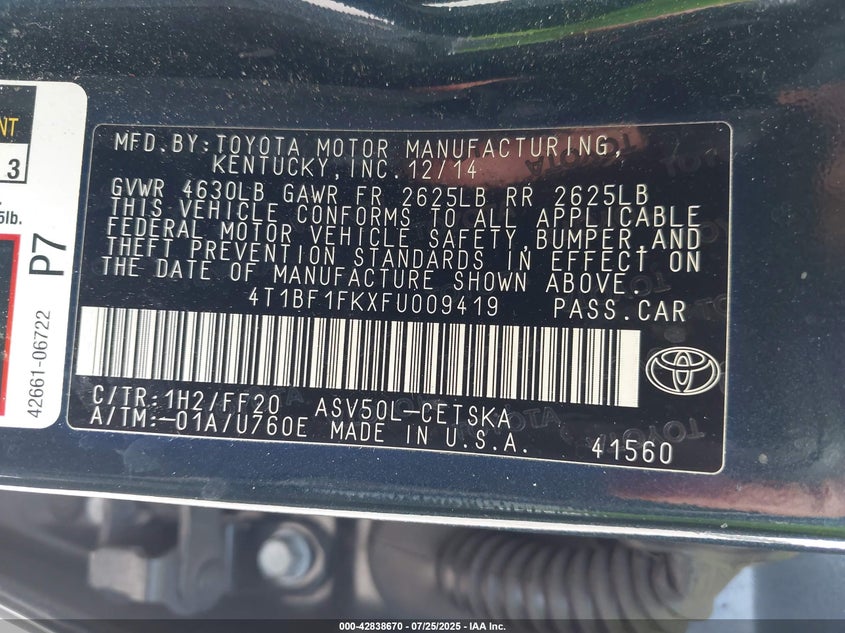 NT
3
5lb.
P7
42661-06722
MFD.BY:TOYOTA MOTOR MANUFACTURING,
KENTUCKY,INC.12/14
GVWR 4630LB GAWR FR 2625LB RR 2625LB
THIS VEHICLE CONFORMS TO ALL APPLICABLE
FEDERAL MOTOR VEHICLE SAFETY,BUMPER,AND
THEFT PREVENTION STANDARDS IN EFFECT ON
THE DATE OF MANUFACTURE SHOWN ABOVE.
4T1BF1FKXFU009419 PASS.CAR
C/TR:1H2/FF20 ASV50L-CETSKA
A/TM:-01A/U760E MADE IN U.S.A. 41560
TOYOTA
000-42838670 / 07/25/2025 - IAA Inc.